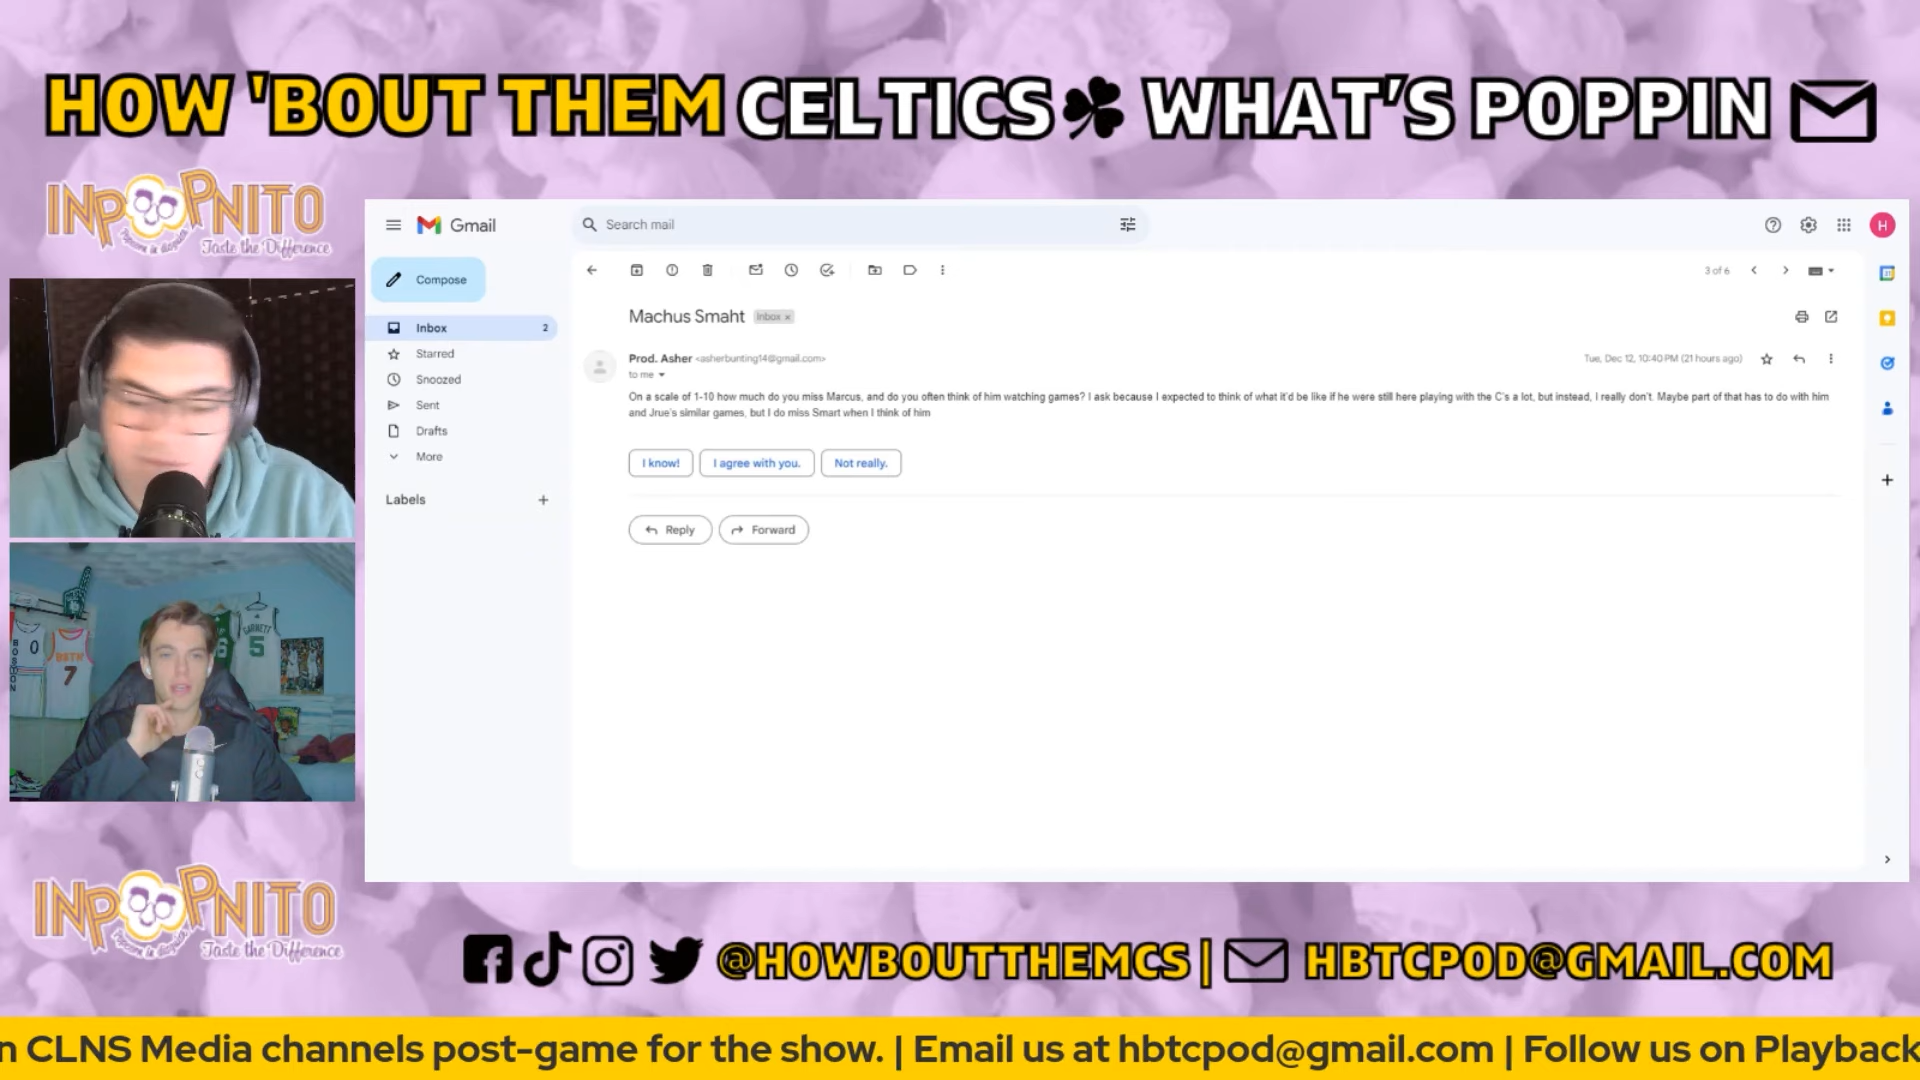 HOW 'BOUT THEM CELTICS WHAT'S POPPIN
INPOPNITO
Taste the Difference
Gmail
Search mail
H
Compose
3 of 6
Inbox 2
Starred
Snoozed
Sent
Drafts
More
Labels
Machus Smaht Inbox x
Prod. Asher <asherbunting14@gmail.com>
Tue, Dec 12, 10:40 PM (21 hours ago)
to me
On a scale of 1-10 how much do you miss Marcus, and do you often think of him watching games? I ask because I expected to think of what it'd be like if he were still here playing with the C's a lot, but instead, I really don't. Maybe part of that has to do with him
and Jrue's similar games, but I do miss Smart when I think of him
I know! I agree with you. Not really.
Reply Forward
BOSTON
0
7
GARNETT
5
INPOPNITO
Taste the Difference
@HOWBOUTTHEMCS | HBTCPOD@GMAIL.COM
n CLNS Media channels post-game for the show. | Email us at hbtcpod@gmail.com | Follow us on Playback